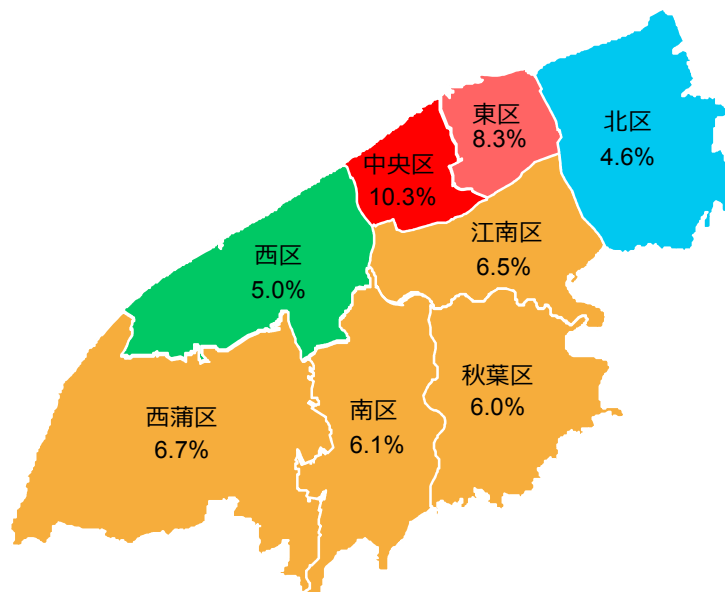 東区
8.3%
北区
4.6%
中央区
10.3%
江南区
6.5%
西区
5.0%
秋葉区
6.0%
西蒲区
6.7%
南区
6.1%